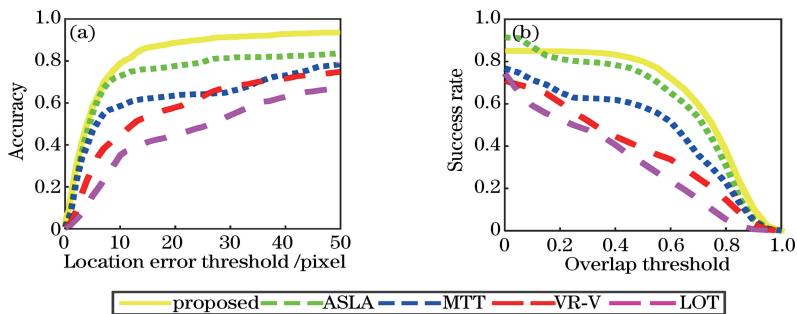 (a)
1.0
0.8
0.6
0.4
0.2
0
Accuracy
0 10 20 30 40 50
Location error threshold /pixel
(b)
1.0
0.8
0.6
0.4
0.2
0
Success rate
0 0.2 0.4 0.6 0.8 1.0
Overlap threshold
proposed ASLA MTT VR-V LOT